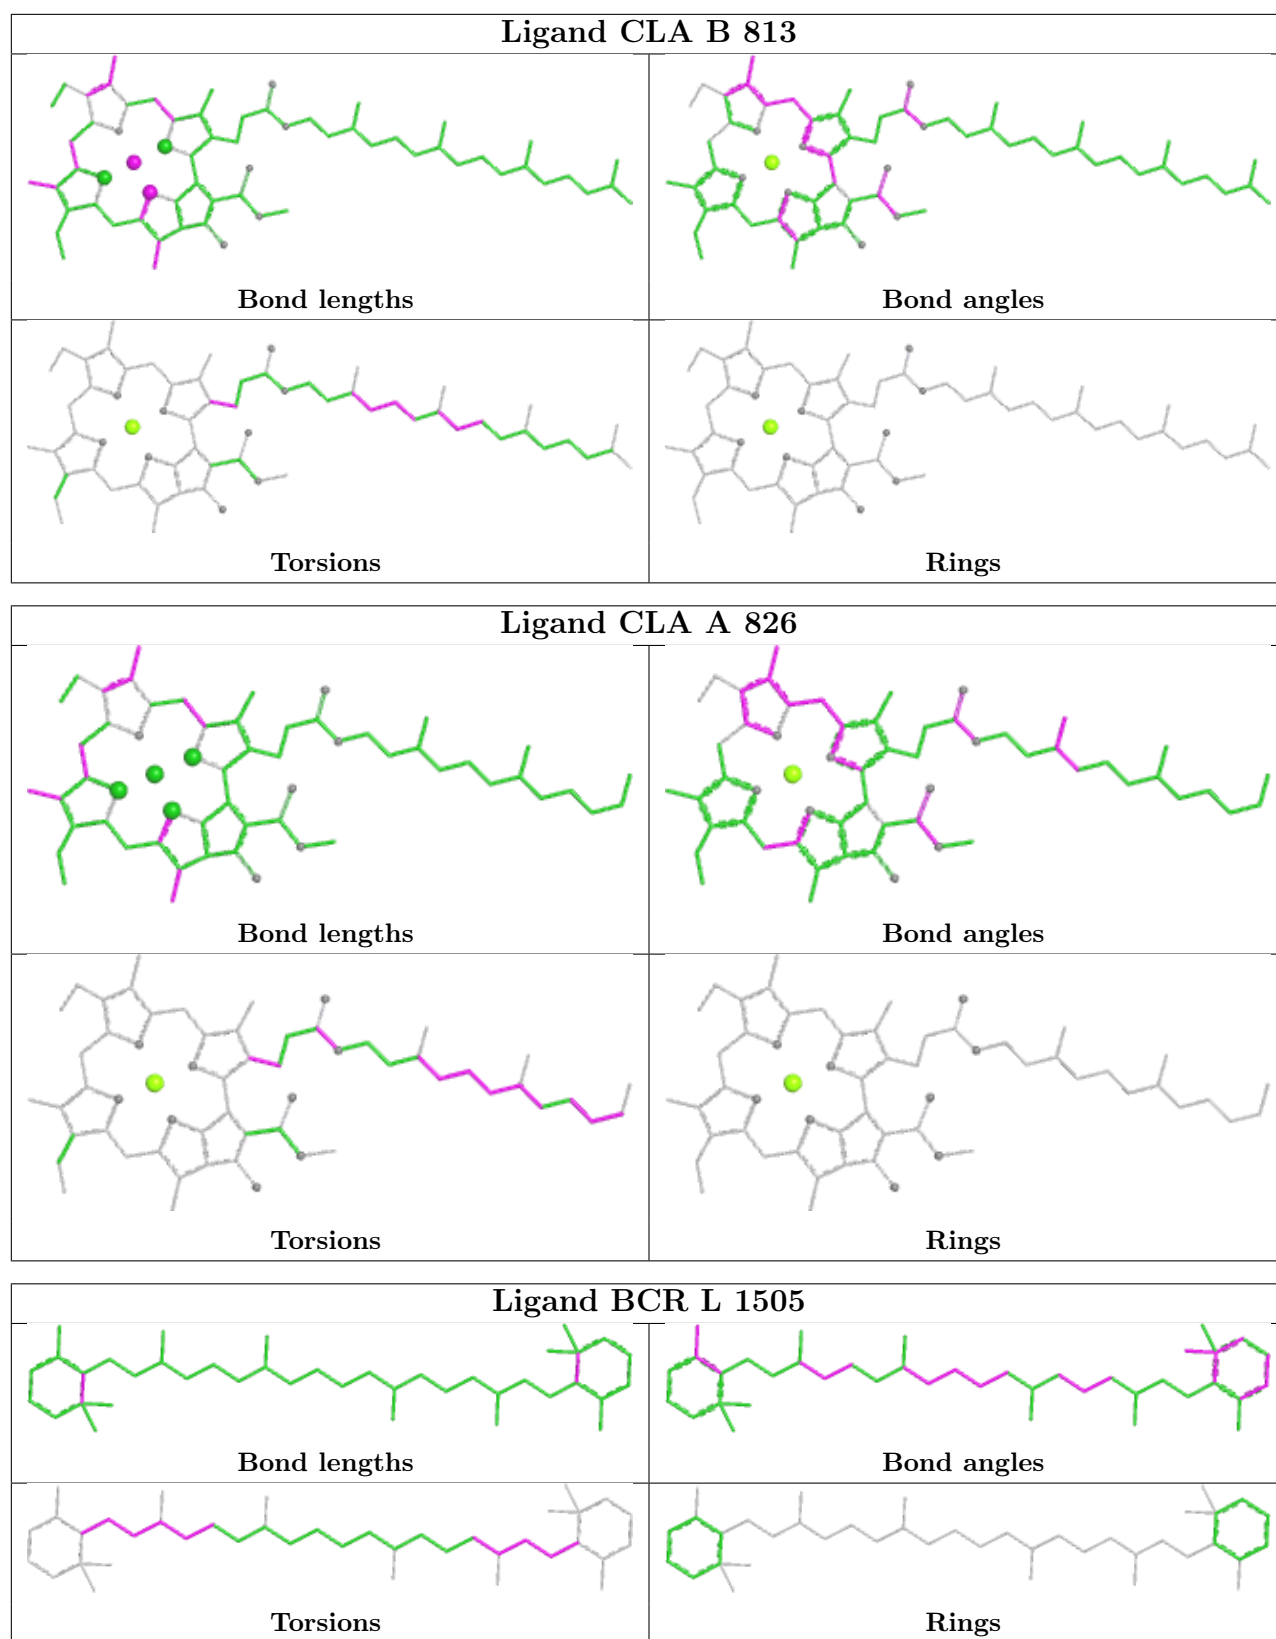 Ligand CLA B 813
Bond lengths
Bond angles
Torsions
Rings
Ligand CLA A 826
Bond lengths
Bond angles
Torsions
Rings
Ligand BCR L 1505
Bond lengths
Bond angles
Torsions
Rings